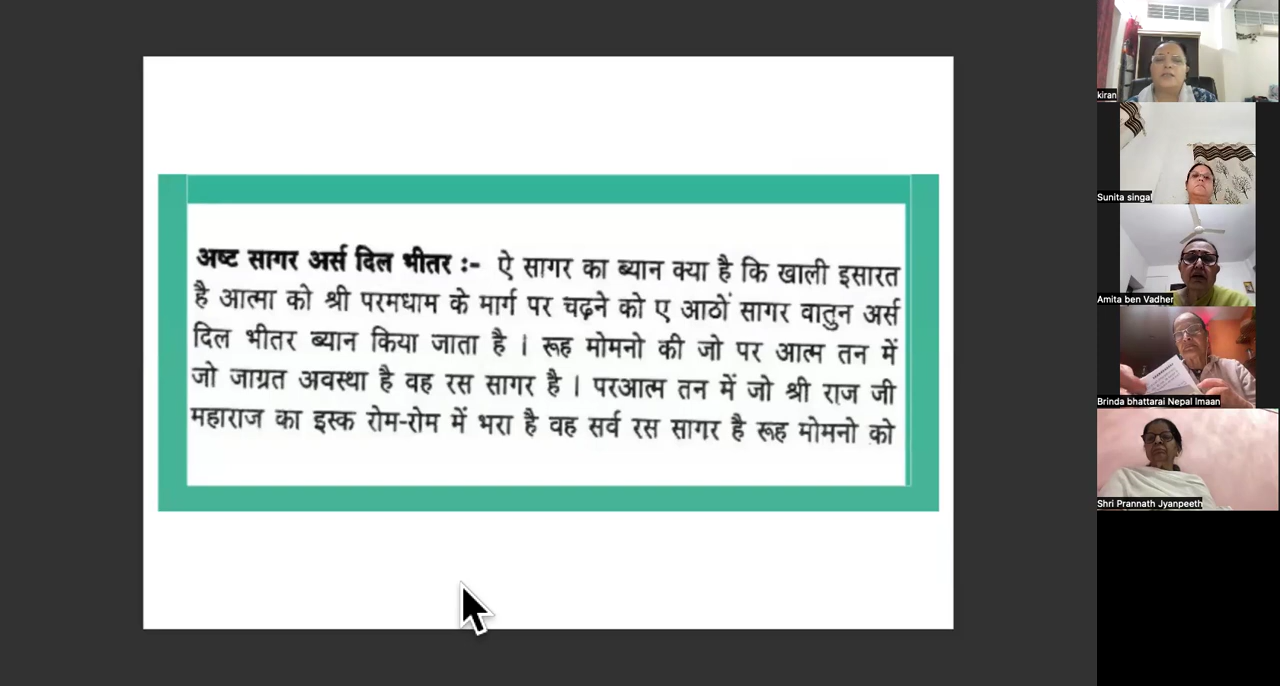 अष्ट सागर अर्स दिल भीतर :- ऐ सागर का ब्यान क्या है कि खाली इसारत
है आत्मा को श्री परमधाम के मार्ग पर चढ़ने को ए आठों सागर वातुन अर्स
दिल भीतर ब्यान किया जाता है । रूह मोमनो की जो पर आत्म तन में
जो जाग्रत अवस्था है वह रस सागर है । परआत्म तन में जो श्री राज जी
महाराज का इस्क रोम-रोम में भरा है वह सर्व रस सागर है रूह मोमनो को
kiran
Sunita singal
Amita ben Vadher
Brinda bhattarai Nepal Imaan
Shri Prannath Jyanpeeth